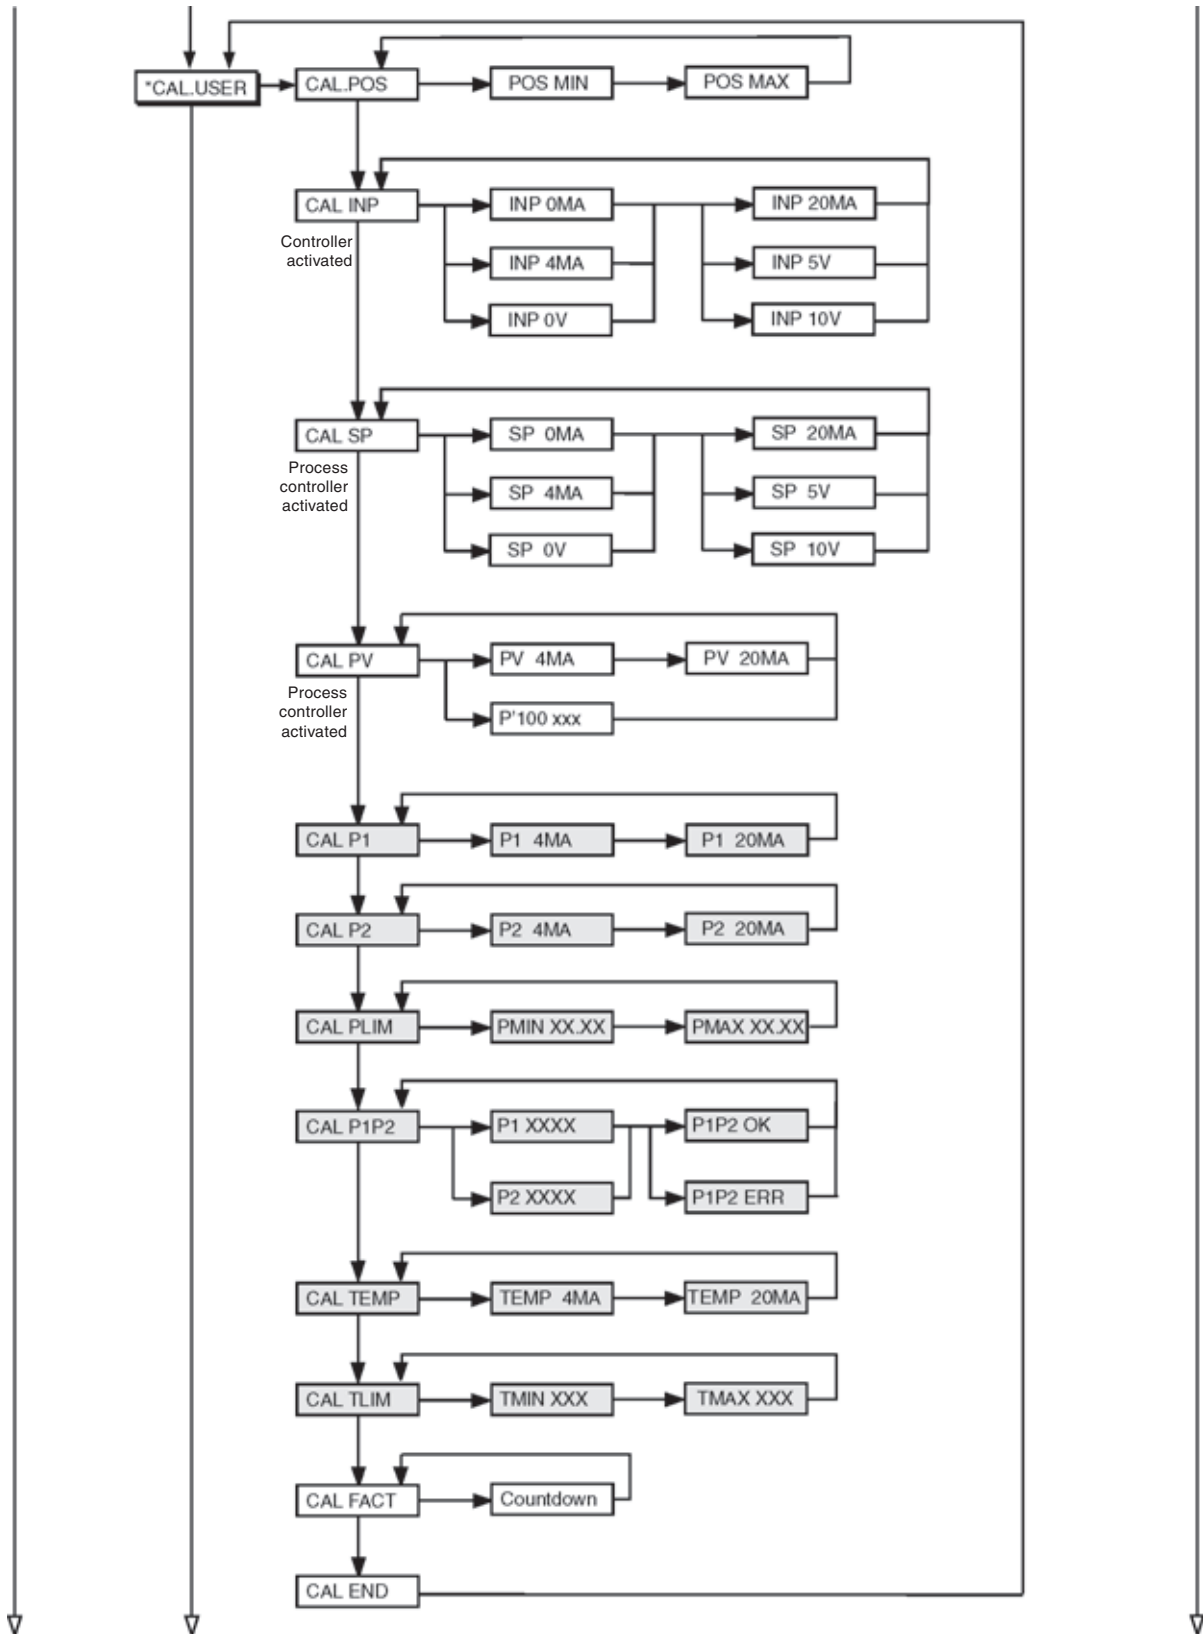 *CAL.USER
CAL.POS
POS MIN
POS MAX
CAL INP
INP 0MA
INP 20MA
Controller
activated
INP 4MA
INP 5V
INP 0V
INP 10V
CAL SP
SP 0MA
SP 20MA
Process
controller
activated
SP 4MA
SP 5V
SP 0V
SP 10V
CAL PV
PV 4MA
PV 20MA
Process
controller
activated
P'100 xxx
CAL P1
P1 4MA
P1 20MA
CAL P2
P2 4MA
P2 20MA
CAL PLIM
PMIN XX.XX
PMAX XX.XX
CAL P1P2
P1 XXXX
P1P2 OK
P2 XXXX
P1P2 ERR
CAL TEMP
TEMP 4MA
TEMP 20MA
CAL TLIM
TMIN XXX
TMAX XXX
CAL FACT
Countdown
CAL END